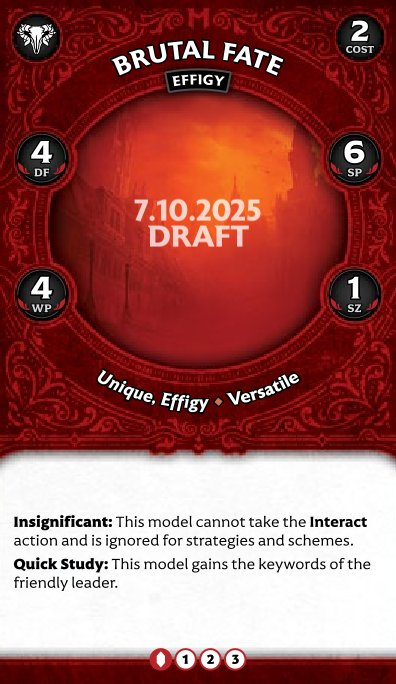 BRUTAL FATE
EFFIGY
2
COST
4
DF
6
SP
7.10.2025
DRAFT
4
WP
1
SZ
Unique, Effigy • Versatile
Insignificant: This model cannot take the Interact
action and is ignored for strategies and schemes.
Quick Study: This model gains the keywords of the
friendly leader.
1 2 3